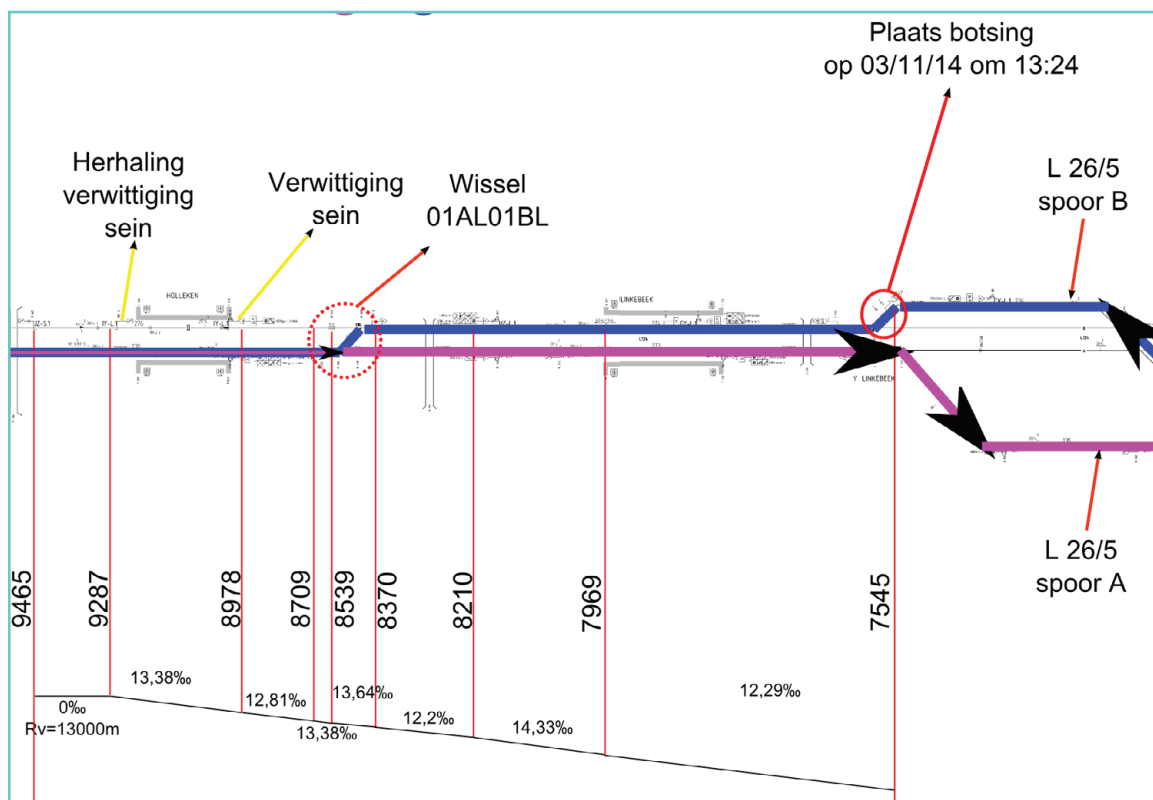 Plaats botsing
op 03/11/14 om 13:24
Herhaling
verwittiging
sein
Verwittiging
sein
Wissel
01AL01BL
L 26/5
spoor B
HOLLEKEN
LINKEBEEK
Y LINKEBEEK
L 26/5
spoor A
9465
9287
8978
8709
8539
8370
8210
7969
7545
0‰
Rv=13000m
13,38‰
12,81‰
13,38‰
13,64‰
12,2‰
14,33‰
12,29‰